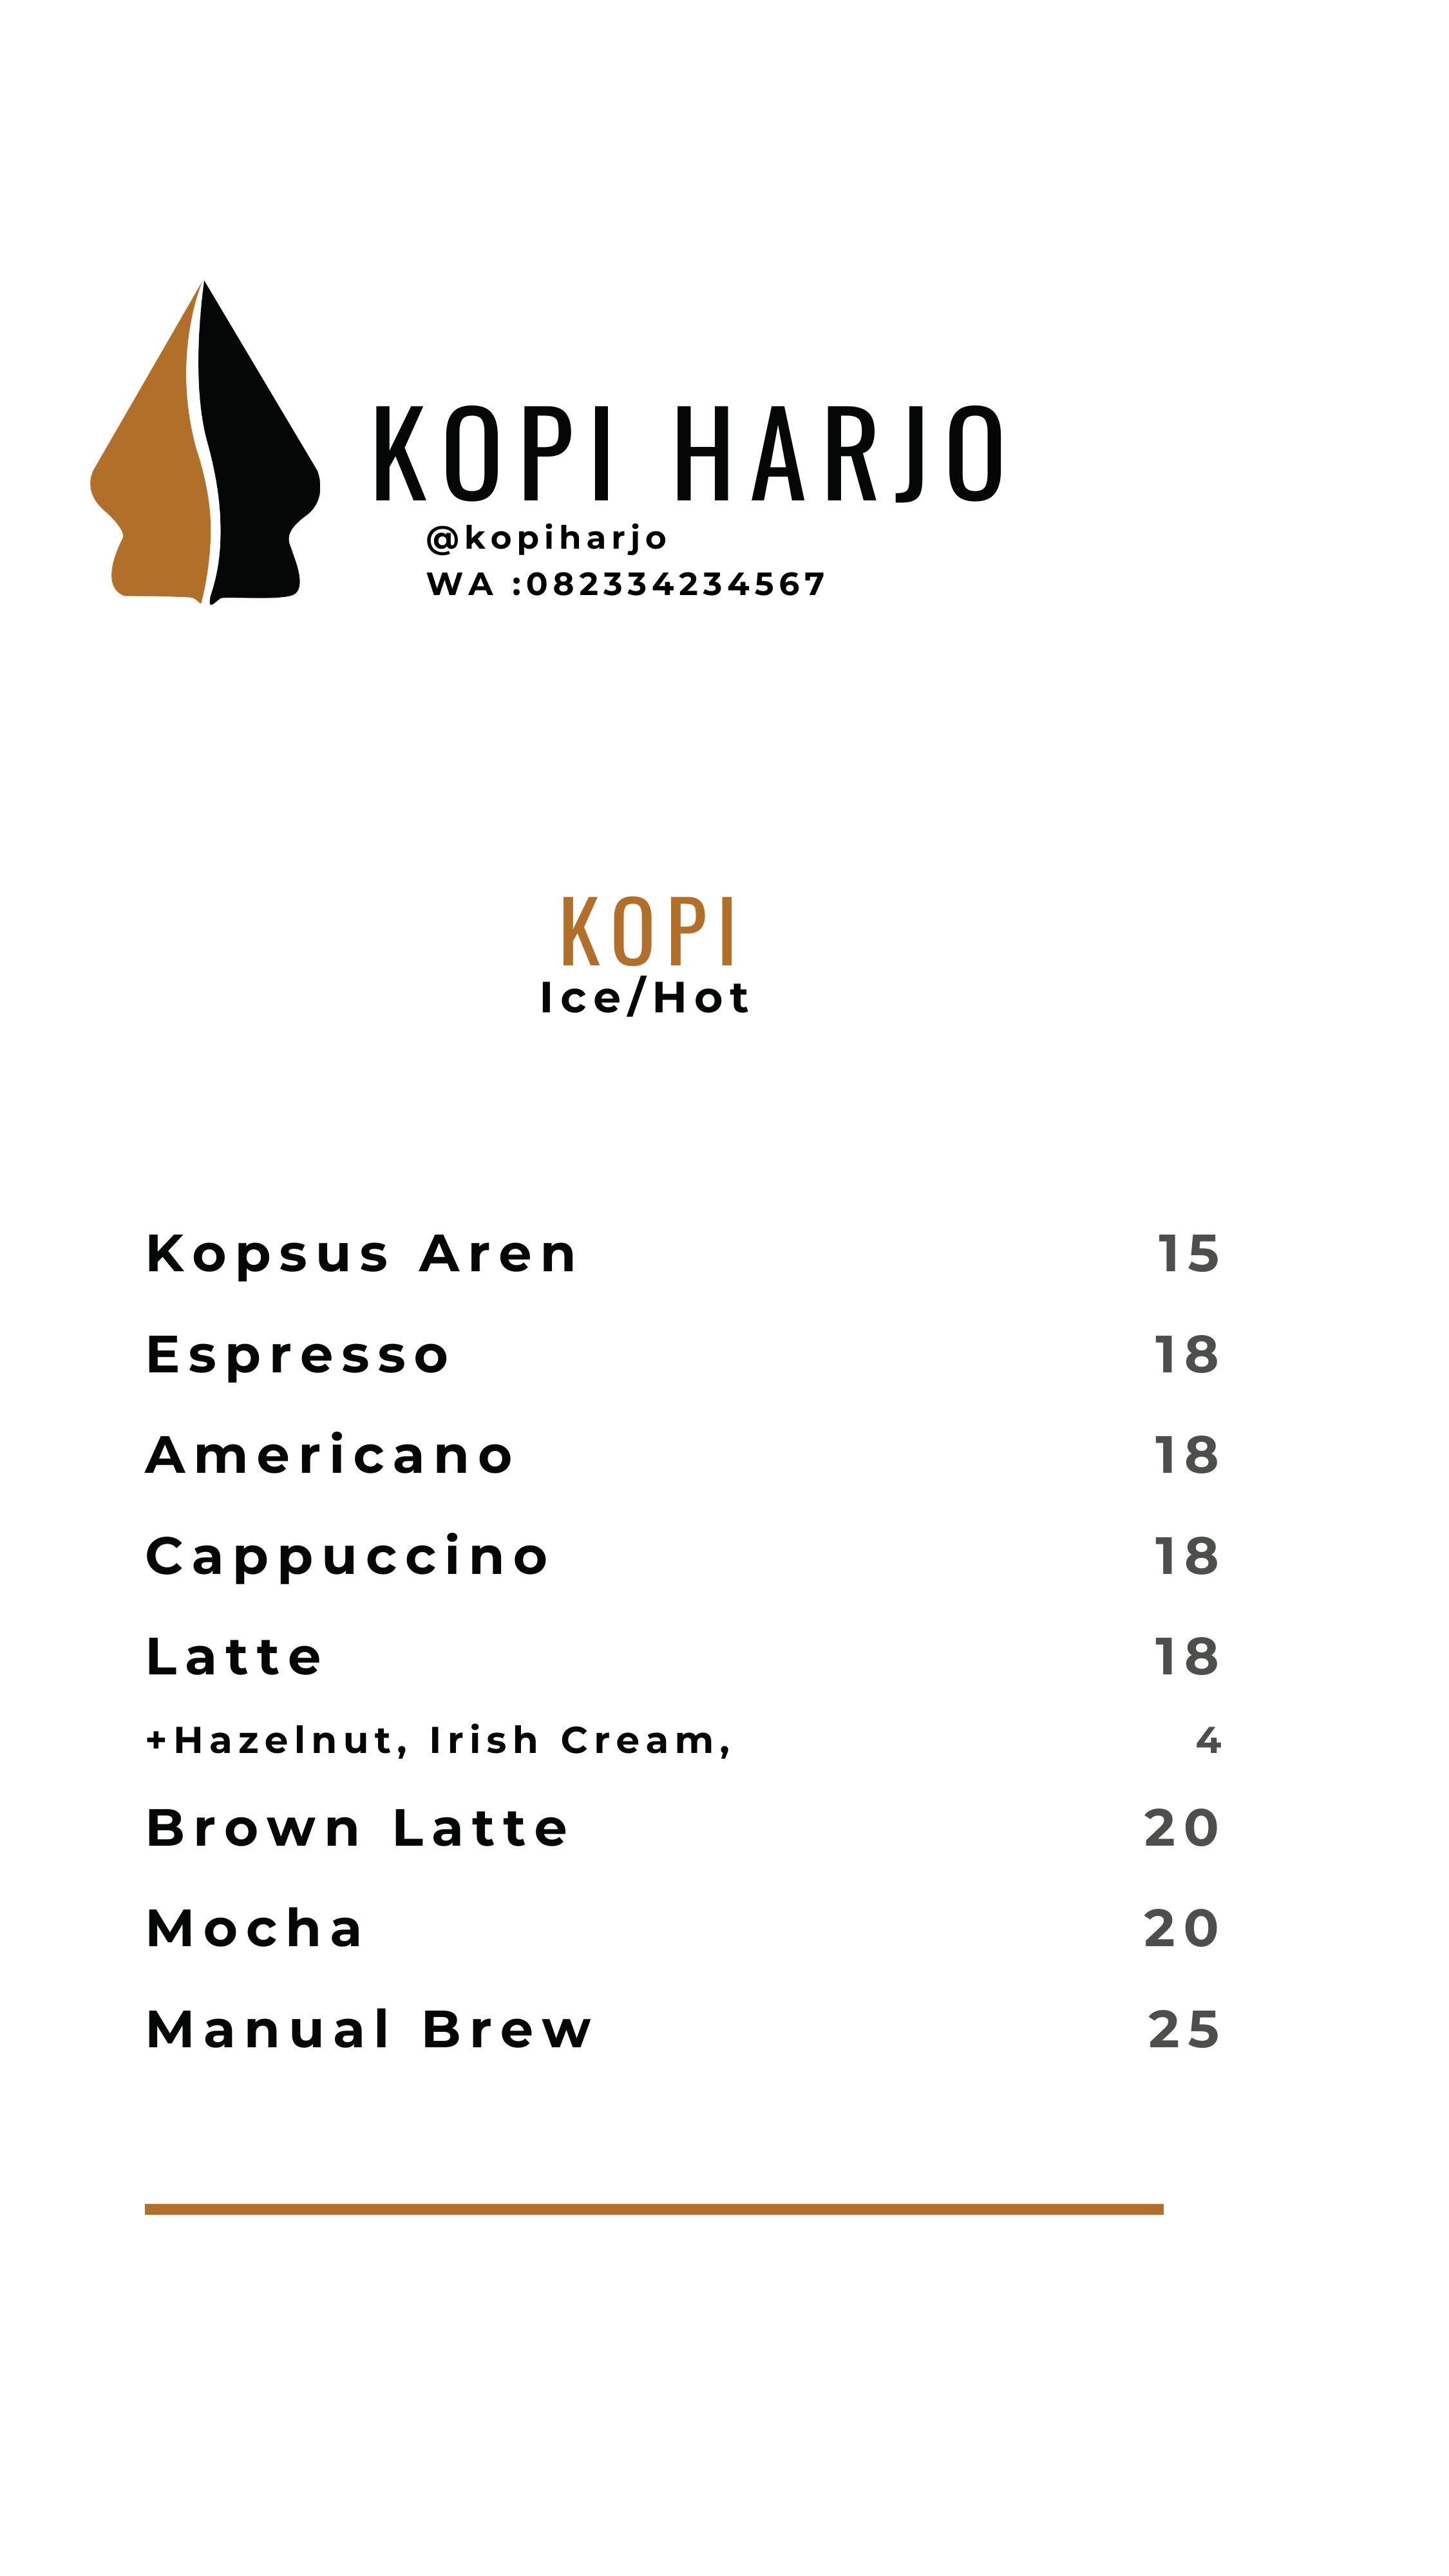 KOPI HARJO
@kopiharjo
WA :082334234567
KOPI
Ice/Hot
Kopsus Aren 15
Espresso 18
Americano 18
Cappuccino 18
Latte 18
+Hazelnut, Irish Cream, 4
Brown Latte 20
Mocha 20
Manual Brew 25